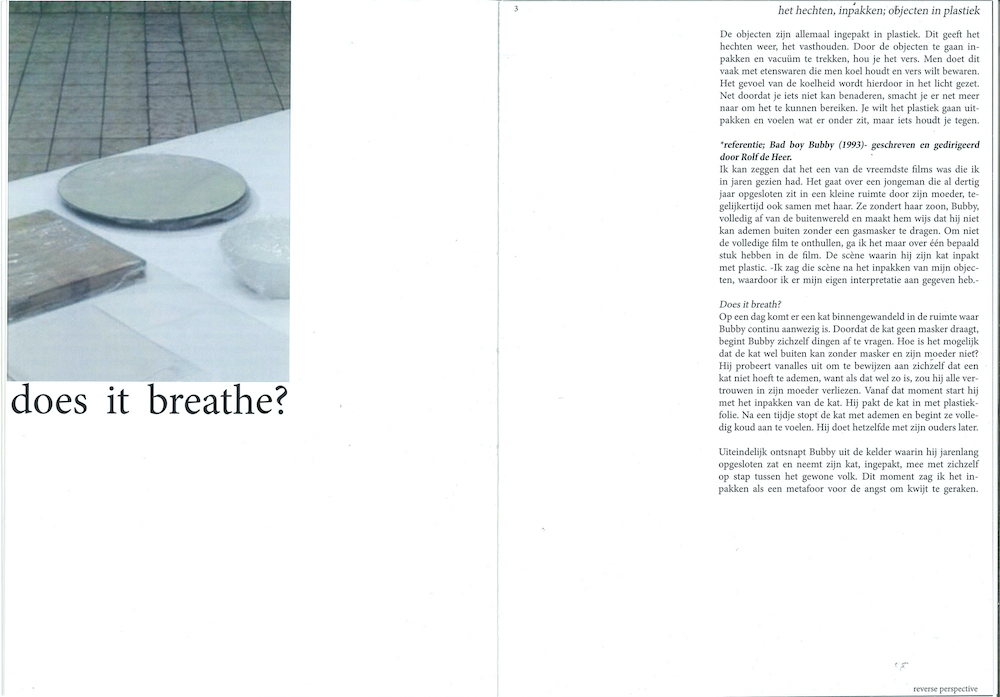 does it breathe?
3
het hechten, inpakken; objecten in plastiek
De objecten zijn allemaal ingepakt in plastiek. Dit geeft het
hechten weer, het vasthouden. Door de objecten te gaan in-
pakken en vacuüm te trekken, hou je het vers. Men doet dit
vaak met etenswaren die men koel houdt en vers wilt bewaren.
Het gevoel van de koelheid wordt hierdoor in het licht gezet.
Net doordat je iets niet kan benaderen, smacht je er net meer
naar om het te kunnen bereiken. Je wilt het plastiek gaan uit-
pakken en voelen wat er onder zit, maar iets houdt je tegen.
*referentie; Bad boy Bubby (1993)- geschreven en gedirigeerd
door Rolf de Heer.
Ik kan zeggen dat het een van de vreemdste films was die ik
in jaren gezien had. Het gaat over een jongeman die al dertig
jaar opgesloten zit in een kleine ruimte door zijn moeder, te-
gelijkertijd ook samen met haar. Ze zondert haar zoon, Bubby,
volledig af van de buitenwereld en maakt hem wijs dat hij niet
kan ademen buiten zonder een gasmasker te dragen. Om niet
de volledige film te onthullen, ga ik het maar over één bepaald
stuk hebben in de film. De scène waarin hij zijn kat inpakt
met plastic. -Ik zag die scène na het inpakken van mijn objec-
ten, waardoor ik er mijn eigen interpretatie aan gegeven heb.-
Does it breath?
Op een dag komt er een kat binnengewandeld in de ruimte waar
Bubby continu aanwezig is. Doordat de kat geen masker draagt,
begint Bubby zichzelf dingen af te vragen. Hoe is het mogelijk
dat de kat wel buiten kan zonder masker en zijn moeder niet?
Hij probeert vanalles uit om te bewijzen aan zichzelf dat een
kat niet hoeft te ademen, want als dat wel zo is, zou hij alle ver-
trouwen in zijn moeder verliezen. Vanaf dat moment start hij
met het inpakken van de kat. Hij pakt de kat in met plastiek-
folie. Na een tijdje stopt de kat met ademen en begint ze volle-
dig koud aan te voelen. Hij doet hetzelfde met zijn ouders later.
Uiteindelijk ontsnapt Bubby uit de kelder waarin hij jarenlang
opgesloten zat en neemt zijn kat, ingepakt, mee met zichzelf
op stap tussen het gewone volk. Dit moment zag ik het in-
pakken als een metafoor voor de angst om kwijt te geraken.
reverse perspective